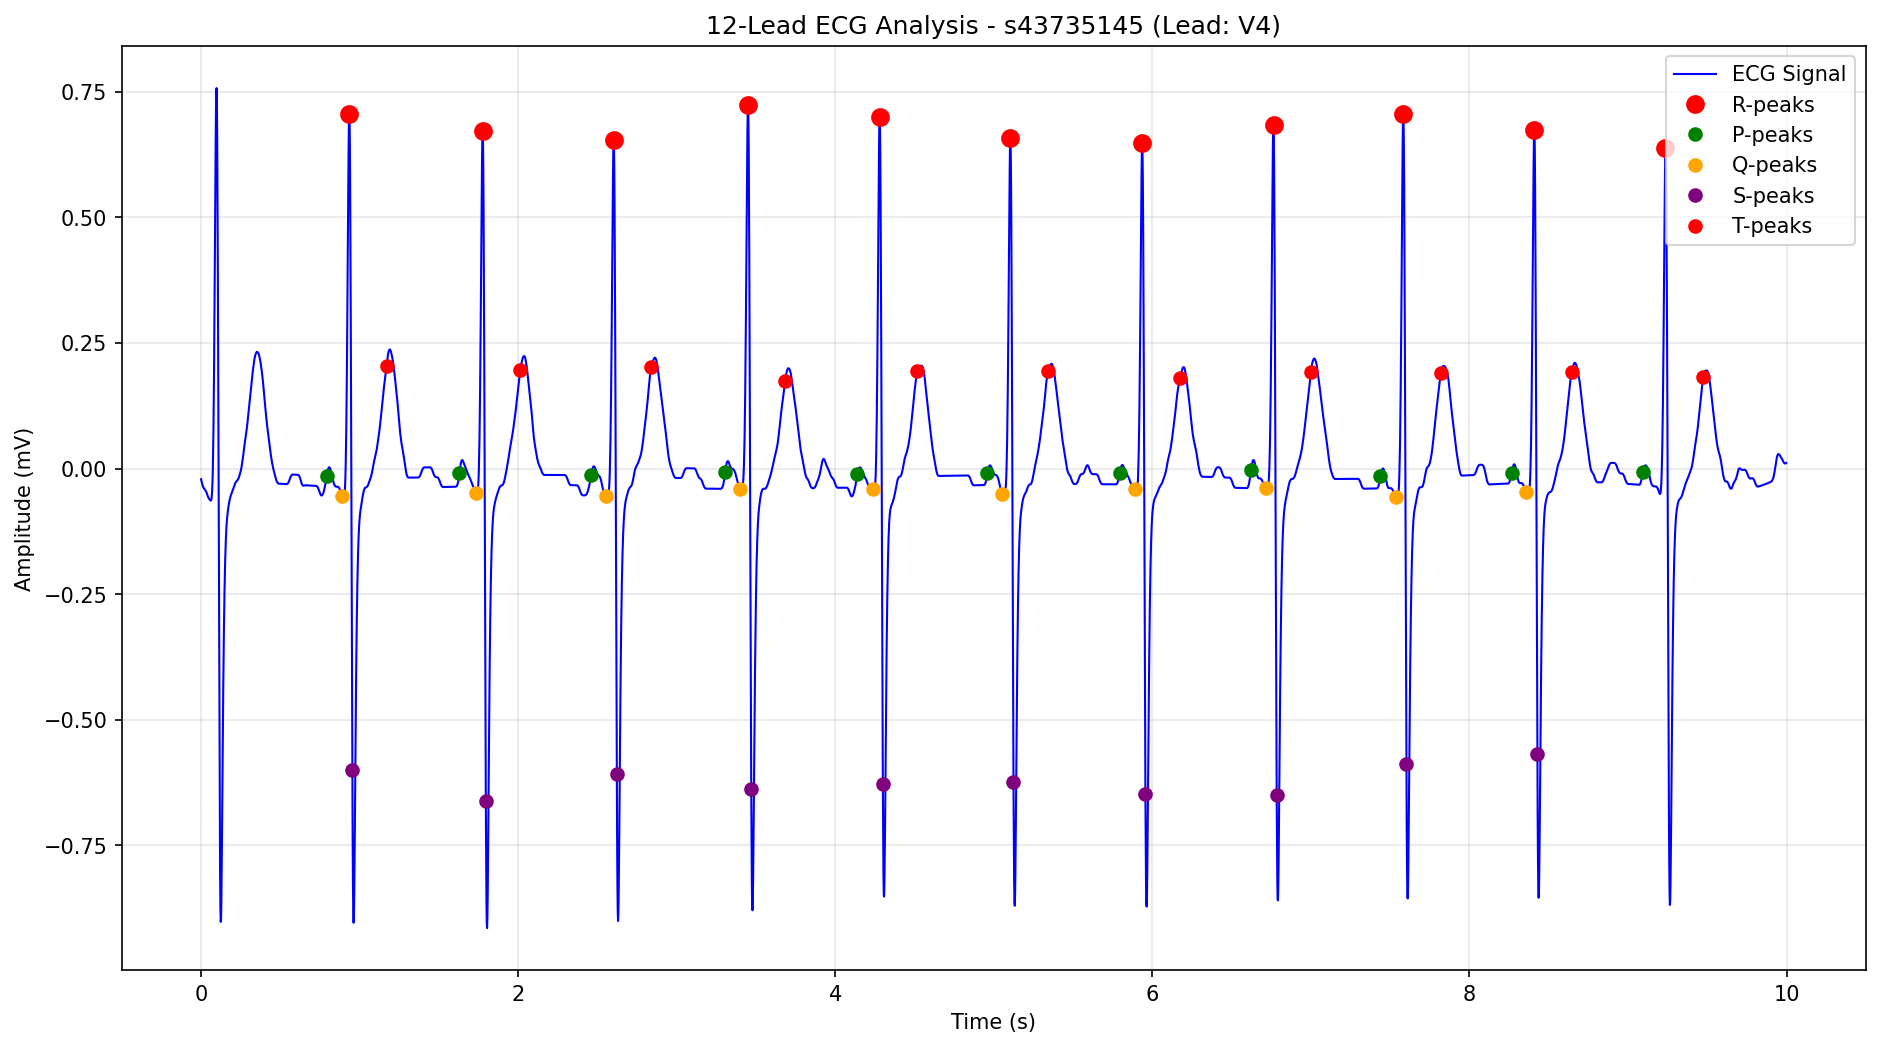 12-Lead ECG Analysis - s43735145 (Lead: V4)
ECG Signal
R-peaks
P-peaks
Q-peaks
S-peaks
T-peaks
0.75
0.50
0.25
0.00
−0.25
−0.50
−0.75
Amplitude (mV)
0 2 4 6 8 10
Time (s)